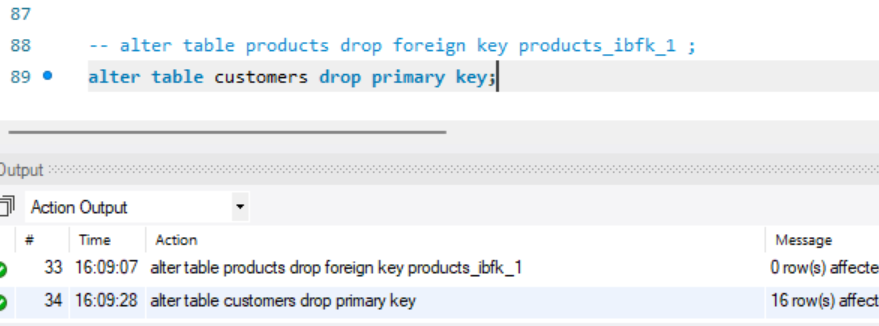 87
88 -- alter table products drop foreign key products_ibfk_1 ;
89 alter table customers drop primary key;
Output
Action Output
# Time Action Message
33 16:09:07 alter table products drop foreign key products_ibfk_1 0 row(s) affecte
34 16:09:28 alter table customers drop primary key 16 row(s) affect